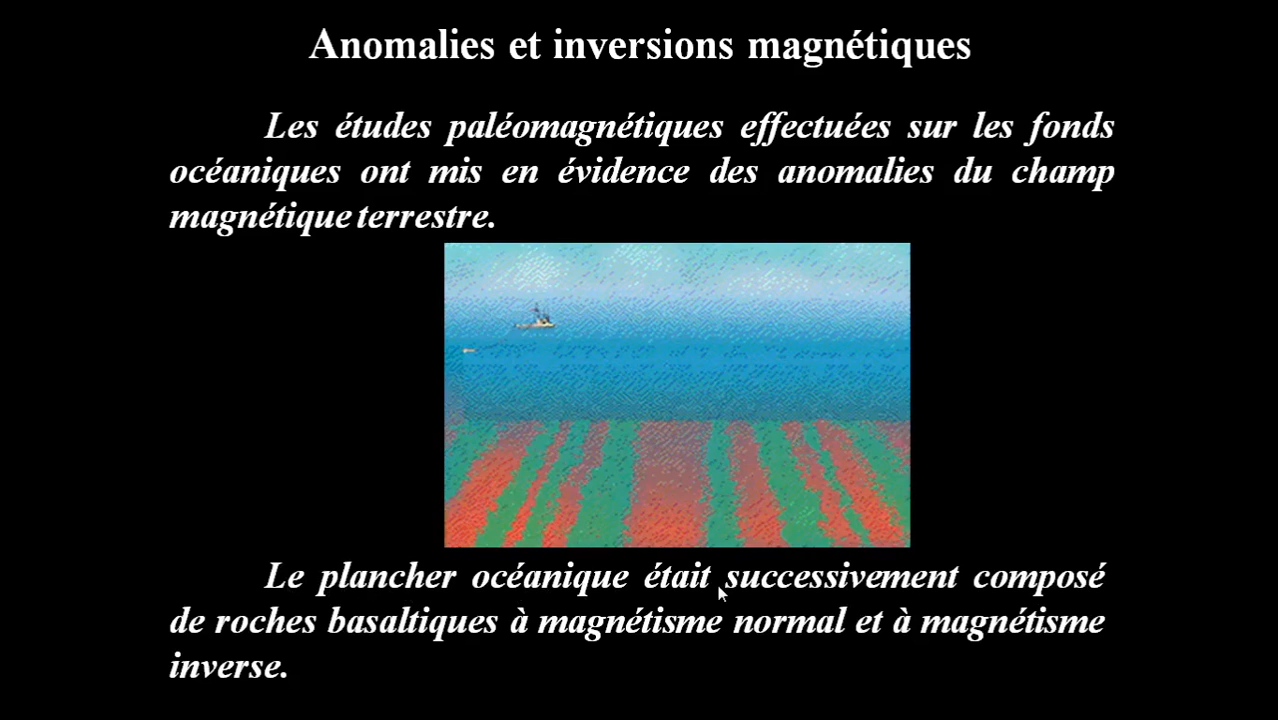 Anomalies et inversions magnétiques
Les études paléomagnétiques effectuées sur les fonds
océaniques ont mis en évidence des anomalies du champ
magnétique terrestre.
Le plancher océanique était successivement composé
de roches basaltiques à magnétisme normal et à magnétisme
inverse.